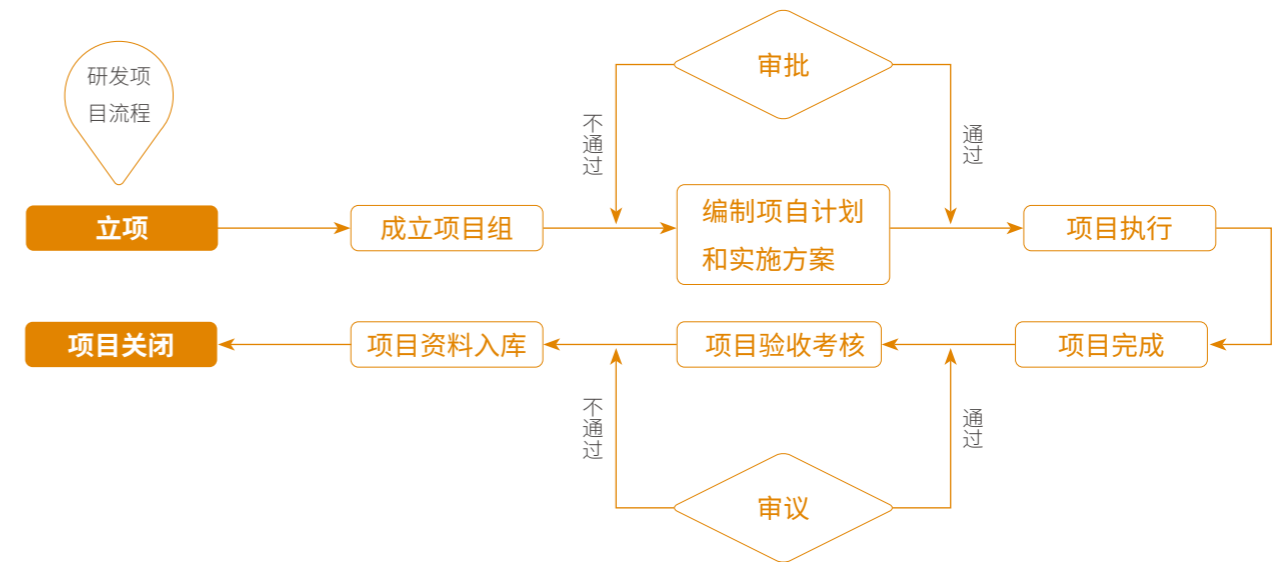 研发项
目流程
审批
不通过
通过
立项
成立项目组
编制项自计划
和实施方案
项目执行
项目关闭
项目资料入库
项目验收考核
项目完成
不通过
通过
审议